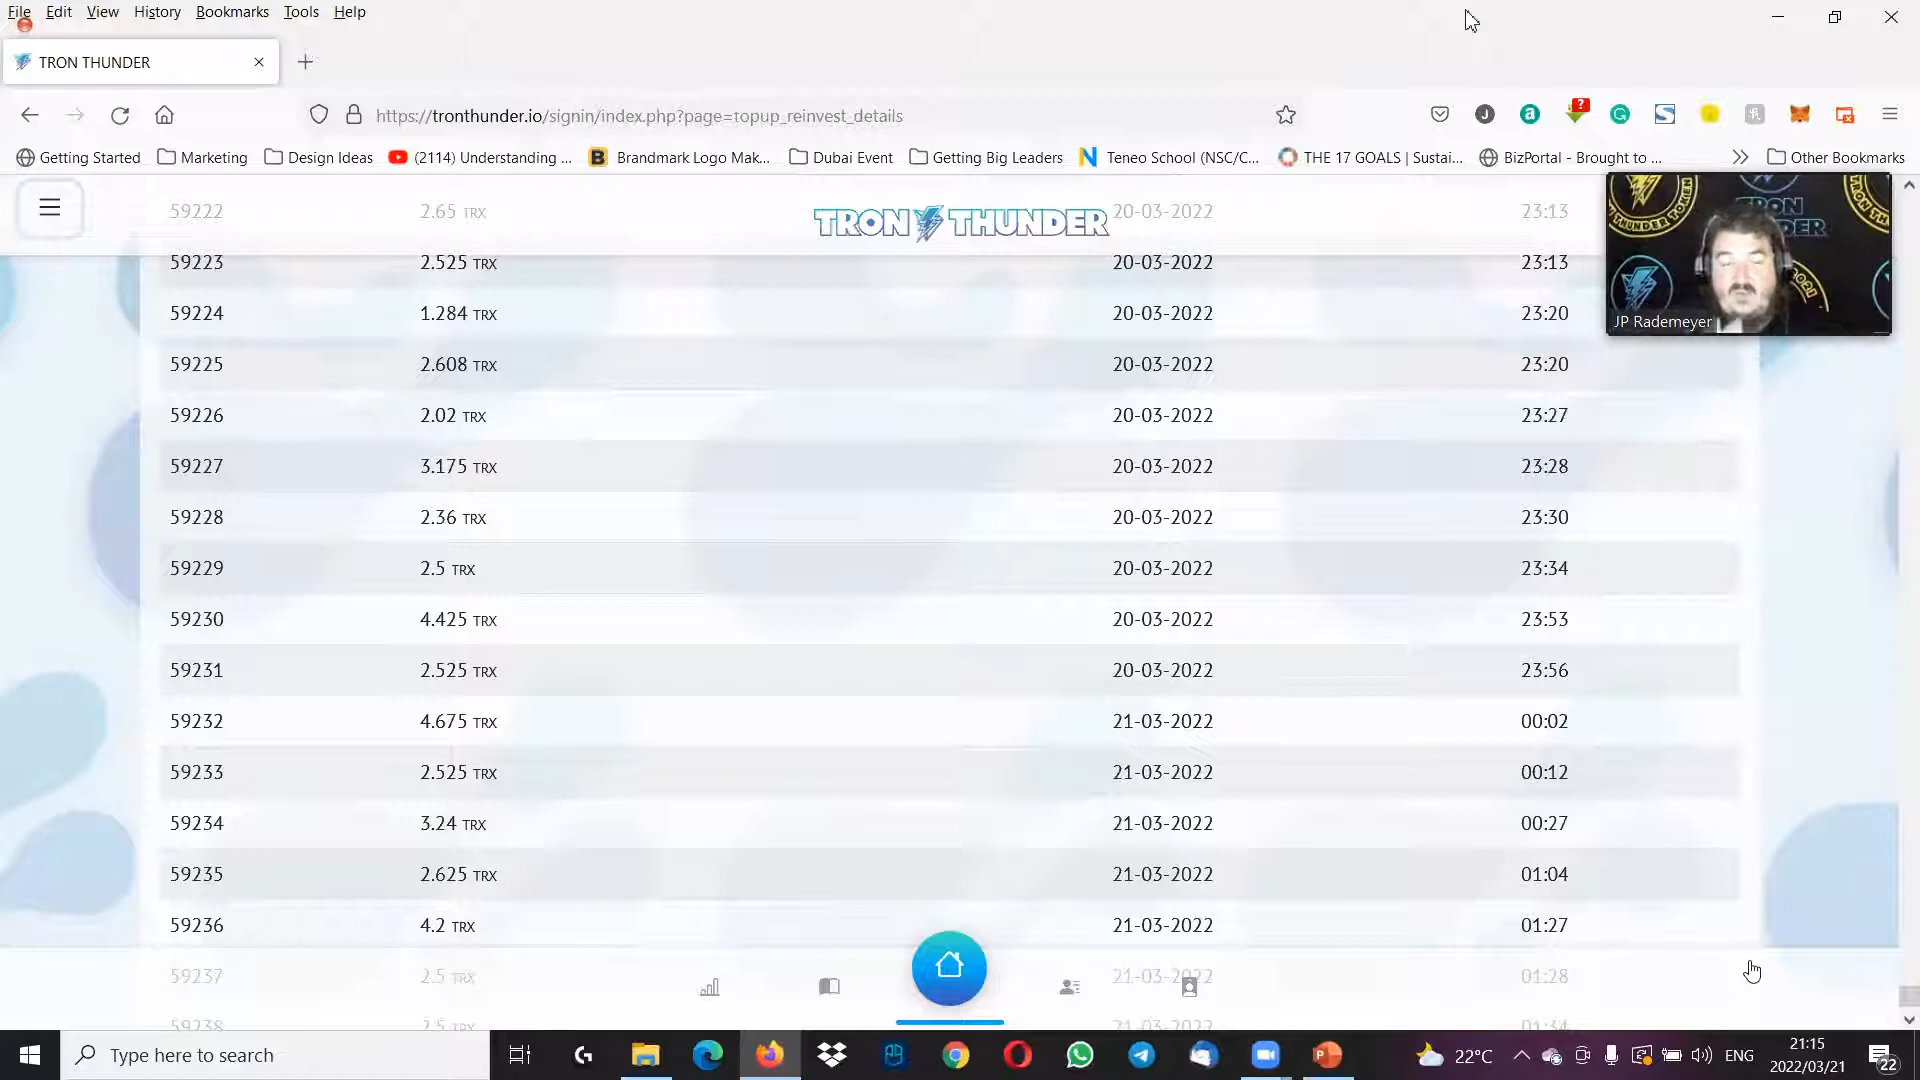 File Edit View History Bookmarks Tools Help
TRON THUNDER
https://tronthunder.io/signin/index.php?page=topup_reinvest_details
Getting Started Marketing Design Ideas (2114) Understanding ... Brandmark Logo Mak... Dubai Event Getting Big Leaders Teneo School (NSC/C... THE 17 GOALS | Sustai... BizPortal - Brought to ... Other Bookmarks
59222 2.65 TRX 20-03-2022 23:13
TRON THUNDER
59223 2.525 TRX 20-03-2022 23:13
59224 1.284 TRX 20-03-2022 23:20
JP Rademeyer
59225 2.608 TRX 20-03-2022 23:20
59226 2.02 TRX 20-03-2022 23:27
59227 3.175 TRX 20-03-2022 23:28
59228 2.36 TRX 20-03-2022 23:30
59229 2.5 TRX 20-03-2022 23:34
59230 4.425 TRX 20-03-2022 23:53
59231 2.525 TRX 20-03-2022 23:56
59232 4.675 TRX 21-03-2022 00:02
59233 2.525 TRX 21-03-2022 00:12
59234 3.24 TRX 21-03-2022 00:27
59235 2.625 TRX 21-03-2022 01:04
59236 4.2 TRX 21-03-2022 01:27
59237 2.5 TRX 21-03-2022 01:28
59238 2.5 TRX 21-03-2022 01:34
Type here to search 22°C ENG 21:15
2022/03/21 22